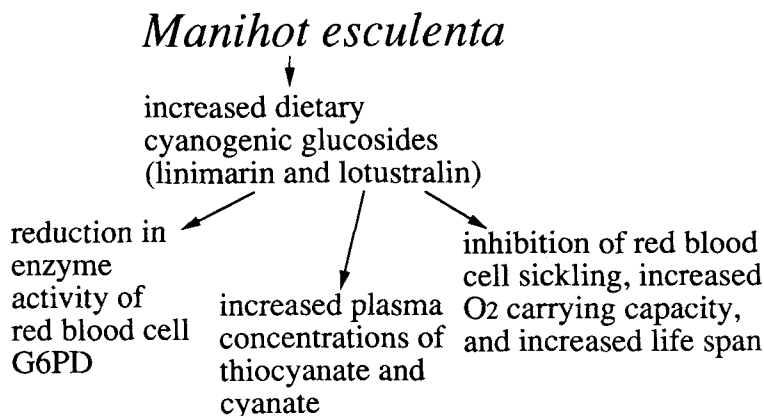 Manihot esculenta
increased dietary
cyanogenic glucosides
(linimarin and lotustralin)
reduction in
enzyme
activity of
red blood cell
G6PD
increased plasma
concentrations of
thiocyanate and
cyanate
inhibition of red blood
cell sickling, increased
O2 carrying capacity,
and increased life span